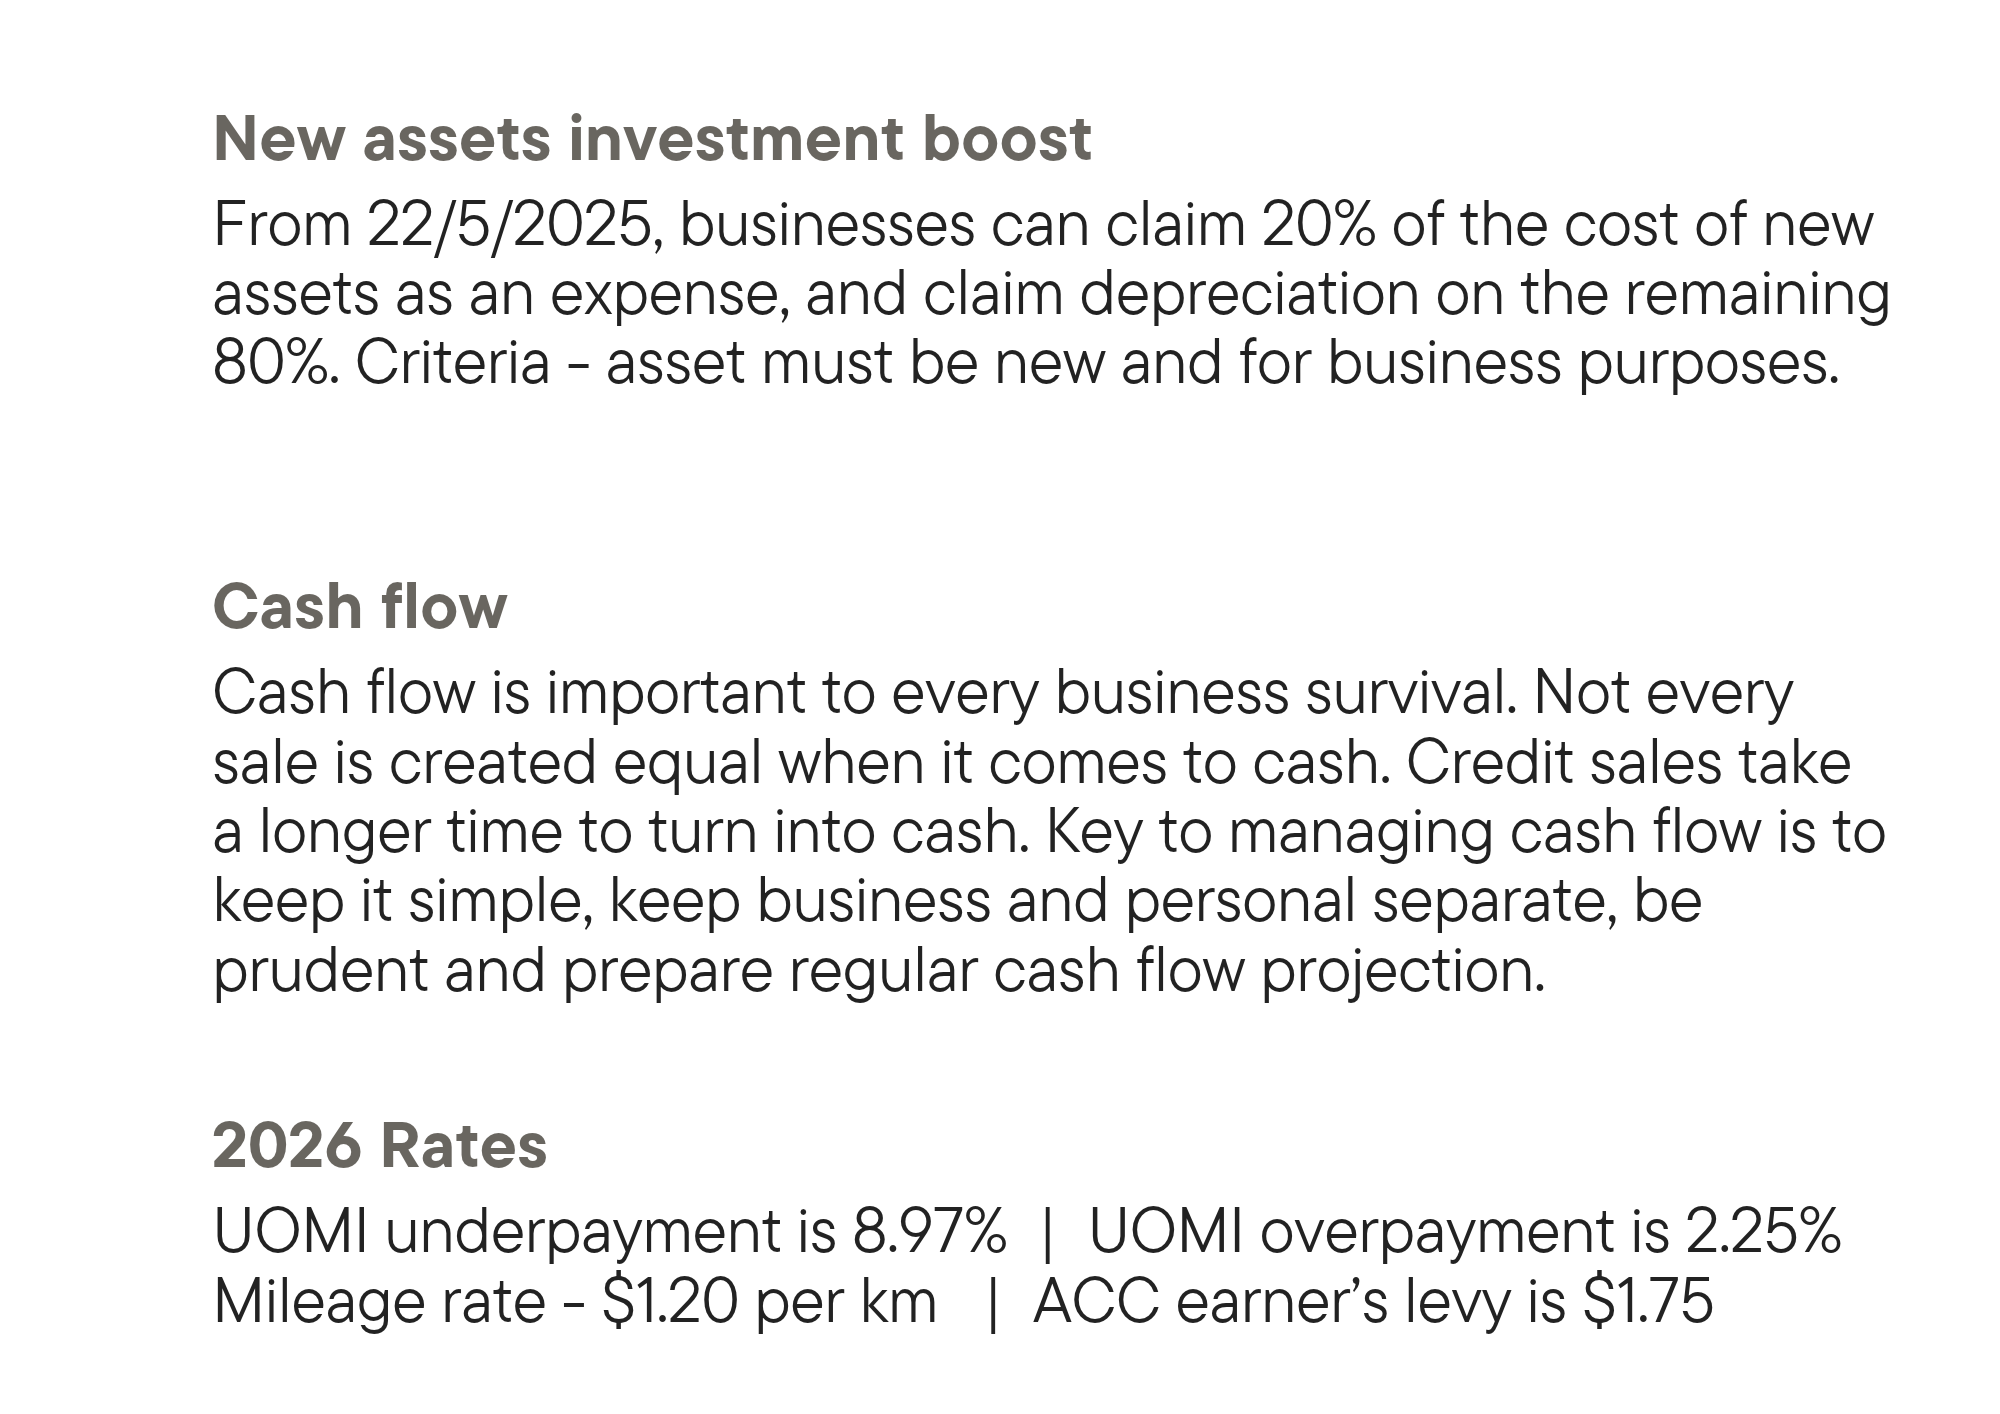 New assets investment boost
From 22/5/2025, businesses can claim 20% of the cost of new
assets as an expense, and claim depreciation on the remaining
80%. Criteria - asset must be new and for business purposes.
Cash flow
Cash flow is important to every business survival. Not every
sale is created equal when it comes to cash. Credit sales take
a longer time to turn into cash. Key to managing cash flow is to
keep it simple, keep business and personal separate, be
prudent and prepare regular cash flow projection.
2026 Rates
UOMI underpayment is 8.97% | UOMI overpayment is 2.25%
Mileage rate - $1.20 per km | ACC earner’s levy is $1.75